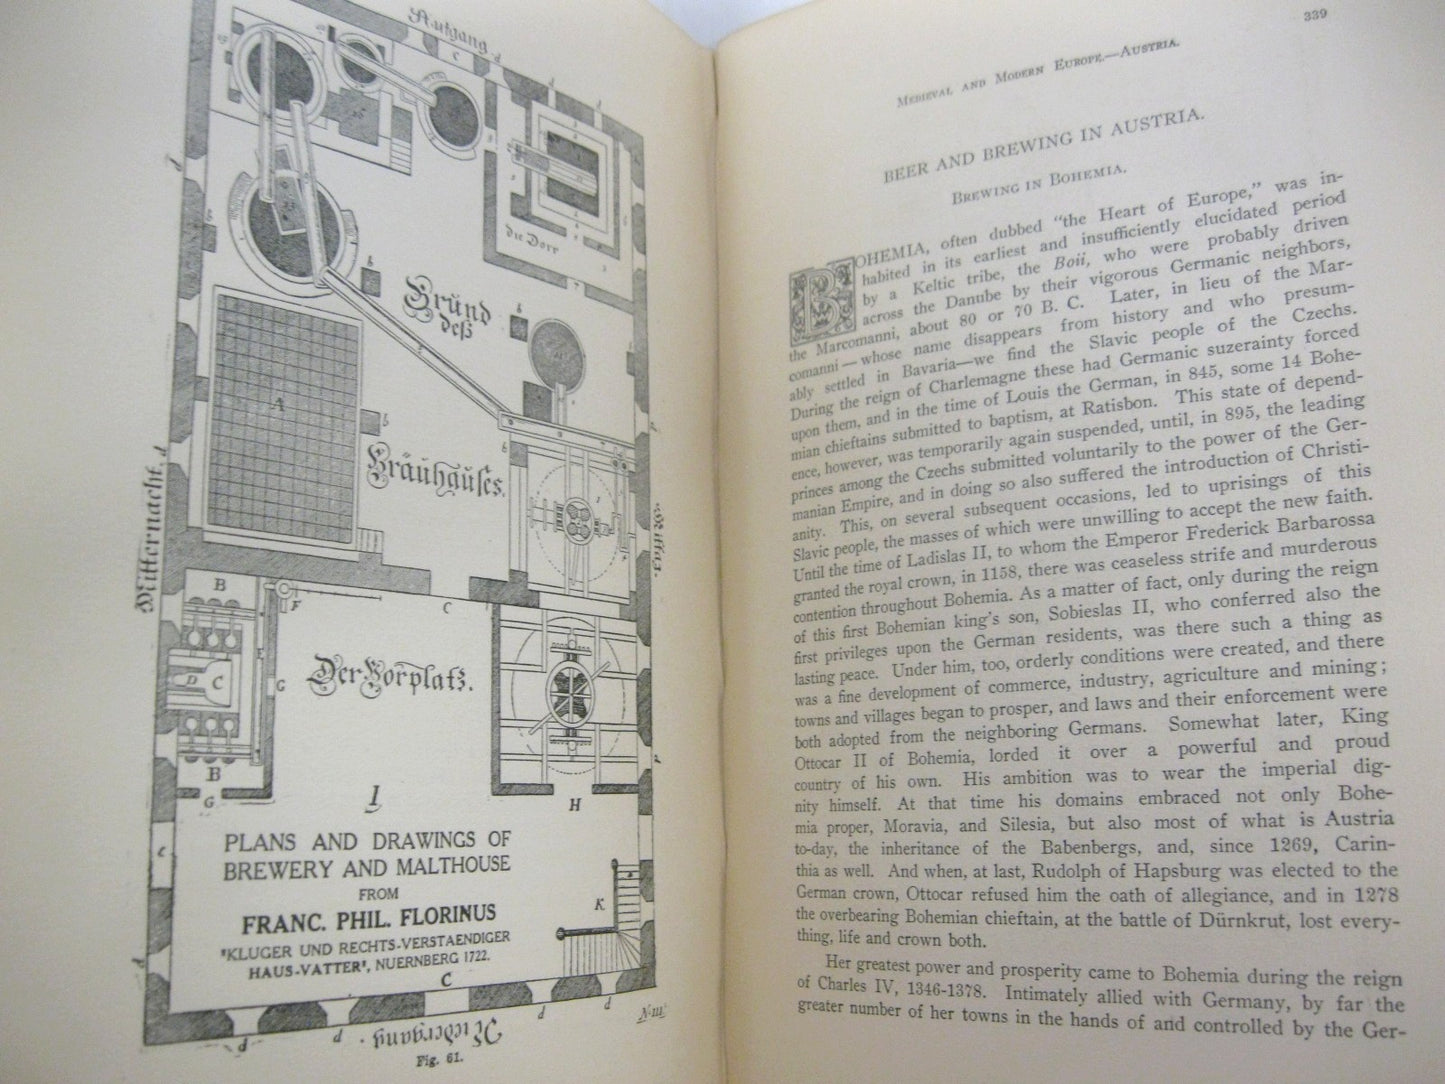 Aufgang
die Dörr
Grund
deß
Bräuhauses.
Mitternacht.
Mittag.
A
B
F
C
D
C
E
G
B
G
Der Vorplatz.
1
H
K
PLANS AND DRAWINGS OF
BREWERY AND MALTHOUSE
FROM
FRANC. PHIL. FLORINUS
"KLUGER UND RECHTS-VERSTAENDIGER
HAUS-VATTER", NUERNBERG 1722.
C
Niedergang.
Fig. 61.
339
MEDIEVAL AND MODERN EUROPE.—AUSTRIA.
BEER AND BREWING IN AUSTRIA.
BREWING IN BOHEMIA.
BOHEMIA, often dubbed "the Heart of Europe," was in-
habited in its earliest and insufficiently elucidated period
by a Keltic tribe, the Boii, who were probably driven
across the Danube by their vigorous Germanic neighbors,
the Marcomanni, about 80 or 70 B. C. Later, in lieu of the Mar-
comanni—whose name disappears from history and who presum-
ably settled in Bavaria—we find the Slavic people of the Czechs.
During the reign of Charlemagne these had Germanic suzerainty forced
upon them, and in the time of Louis the German, in 845, some 14 Bohe-
mian chieftains submitted to baptism, at Ratisbon. This state of depend-
ence, however, was temporarily again suspended, until, in 895, the leading
princes among the Czechs submitted voluntarily to the power of the Ger-
manian Empire, and in doing so also suffered the introduction of Christi-
anity. This, on several subsequent occasions, led to uprisings of this
Slavic people, the masses of which were unwilling to accept the new faith.
Until the time of Ladislas II, to whom the Emperor Frederick Barbarossa
granted the royal crown, in 1158, there was ceaseless strife and murderous
contention throughout Bohemia. As a matter of fact, only during the reign
of this first Bohemian king's son, Sobieslas II, who conferred also the
first privileges upon the German residents, was there such a thing as
lasting peace. Under him, too, orderly conditions were created, and there
was a fine development of commerce, industry, agriculture and mining;
towns and villages began to prosper, and laws and their enforcement were
both adopted from the neighboring Germans. Somewhat later, King
Ottocar II of Bohemia, lorded it over a powerful and proud
country of his own. His ambition was to wear the imperial dig-
nity himself. At that time his domains embraced not only Bohe-
mia proper, Moravia, and Silesia, but also most of what is Austria
to-day, the inheritance of the Babenbergs, and, since 1269, Carin-
thia as well. And when, at last, Rudolph of Hapsburg was elected to the
German crown, Ottocar refused him the oath of allegiance, and in 1278
the overbearing Bohemian chieftain, at the battle of Dürnkrut, lost every-
thing, life and crown both.
Her greatest power and prosperity came to Bohemia during the reign
of Charles IV, 1346-1378. Intimately allied with Germany, by far the
greater number of her towns in the hands of and controlled by the Ger-